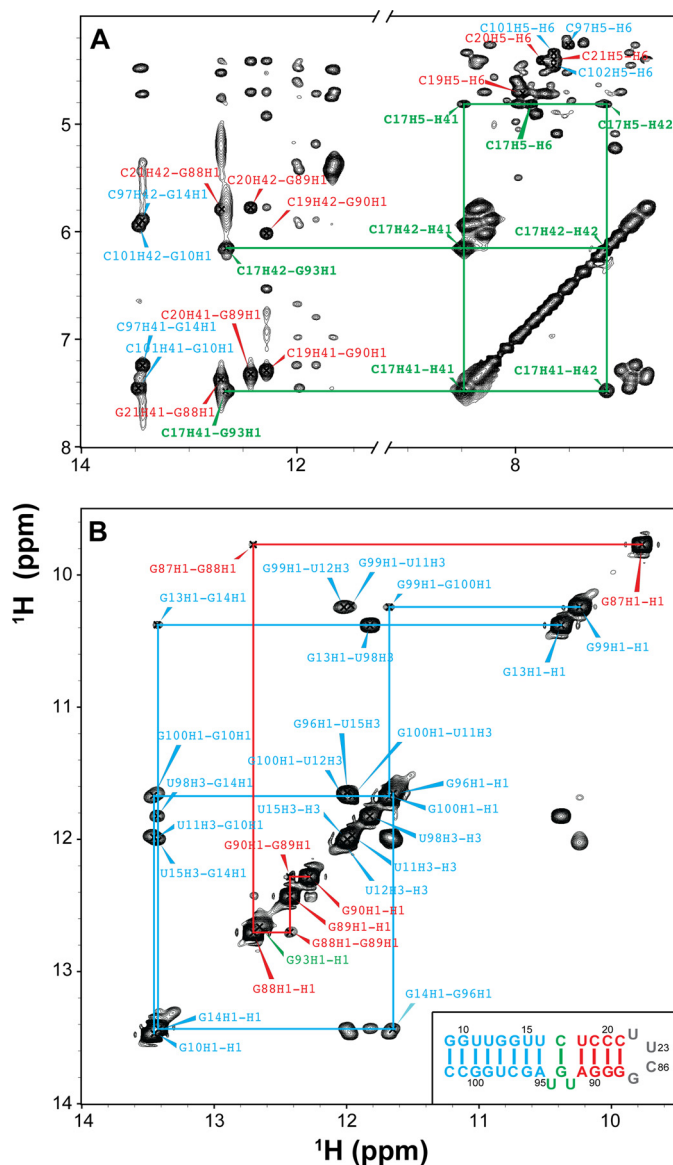 A
C101H5-H6 C97H5-H6
C20H5-H6
C21H5-H6
C102H5-H6
C19H5-H6
C17H5-H41 C17H5-H42
C17H5-H6
5
C21H42-G88H1 C20H42-G89H1
C97H42-G14H1
C19H42-G90H1
C101H42-G10H1
C17H42-H41 C17H42-H42
6
C17H42-G93H1
C20H41-G89H1
C97H41-G14H1
C101H41-G10H1
C19H41-G90H1
7
C17H41-H41 C17H41-H42
G21H41-G88H1
C17H41-G93H1
8
14 12 8
B
G87H1-G88H1
10
G99H1-U12H3 G99H1-U11H3
G99H1-G100H1
G87H1-H1
G13H1-G14H1
G99H1-H1
G13H1-U98H3
G13H1-H1
11
G100H1-G10H1
G96H1-U15H3
G100H1-U11H3
G100H1-U12H3
U98H3-G14H1
G96H1-H1
U15H3-H3
G100H1-H1
U11H3-G10H1
12
U98H3-H3
U15H3-G14H1
G90H1-G89H1
U11H3-H3
U12H3-H3
G90H1-H1
G89H1-H1
G88H1-G89H1
13
G93H1-H1
G88H1-H1
G14H1-G96H1
G14H1-H1
G10H1-H1
10 15 20
GGUUGGUU C UCCC U
U23
C86
CCGGUCGA U G U AGGG G
100 95 90
14
14 13 12 11 10
¹H (ppm)
¹H (ppm)